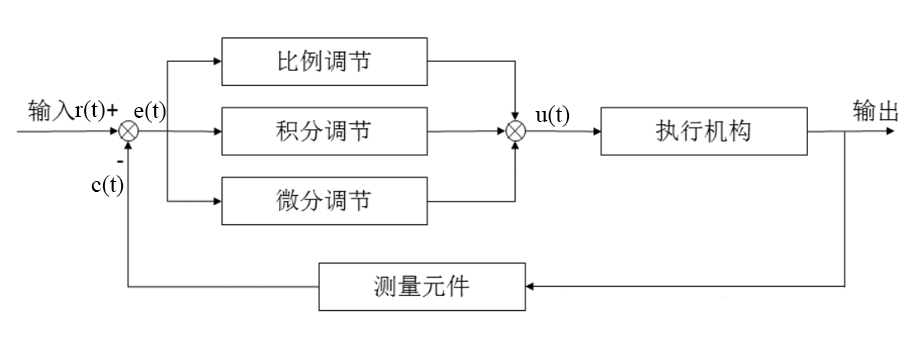 比例调节
输入r(t)+
e(t)
积分调节
u(t)
执行机构
输出
-
c(t)
微分调节
测量元件